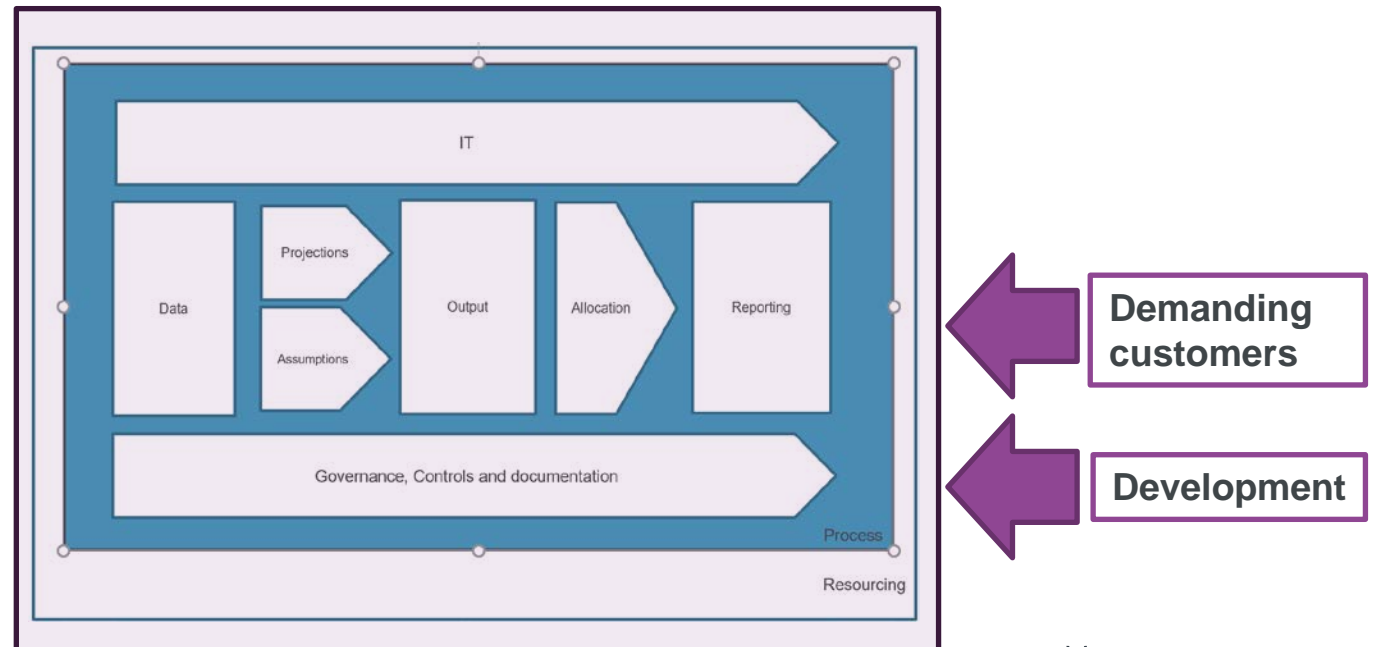 IT
Data
Projections
Assumptions
Output
Allocation
Reporting
Governance, Controls and documentation
Process
Resourcing
Demanding
customers
Development